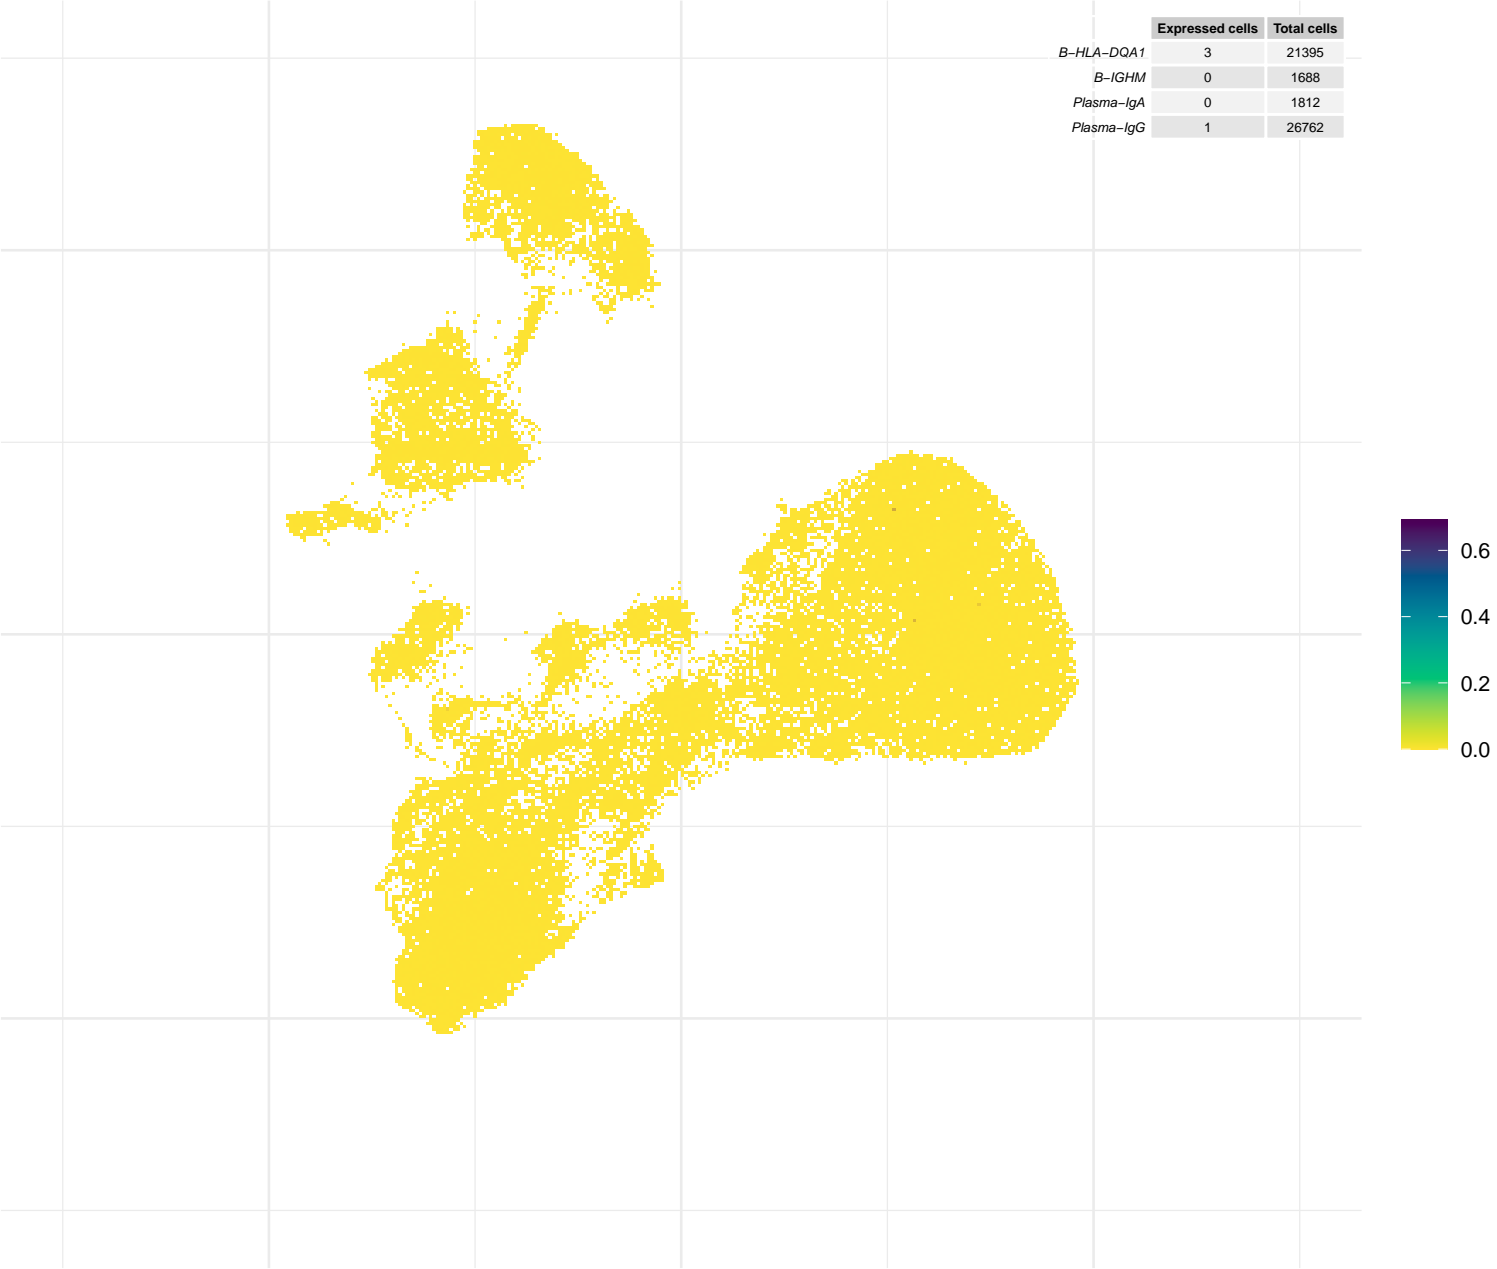 Expressed cells Total cells
B−HLA−DQA1 3 21395
B−IGHM 0 1688
Plasma−IgA 0 1812
Plasma−IgG 1 26762
0.6
0.4
0.2
0.0